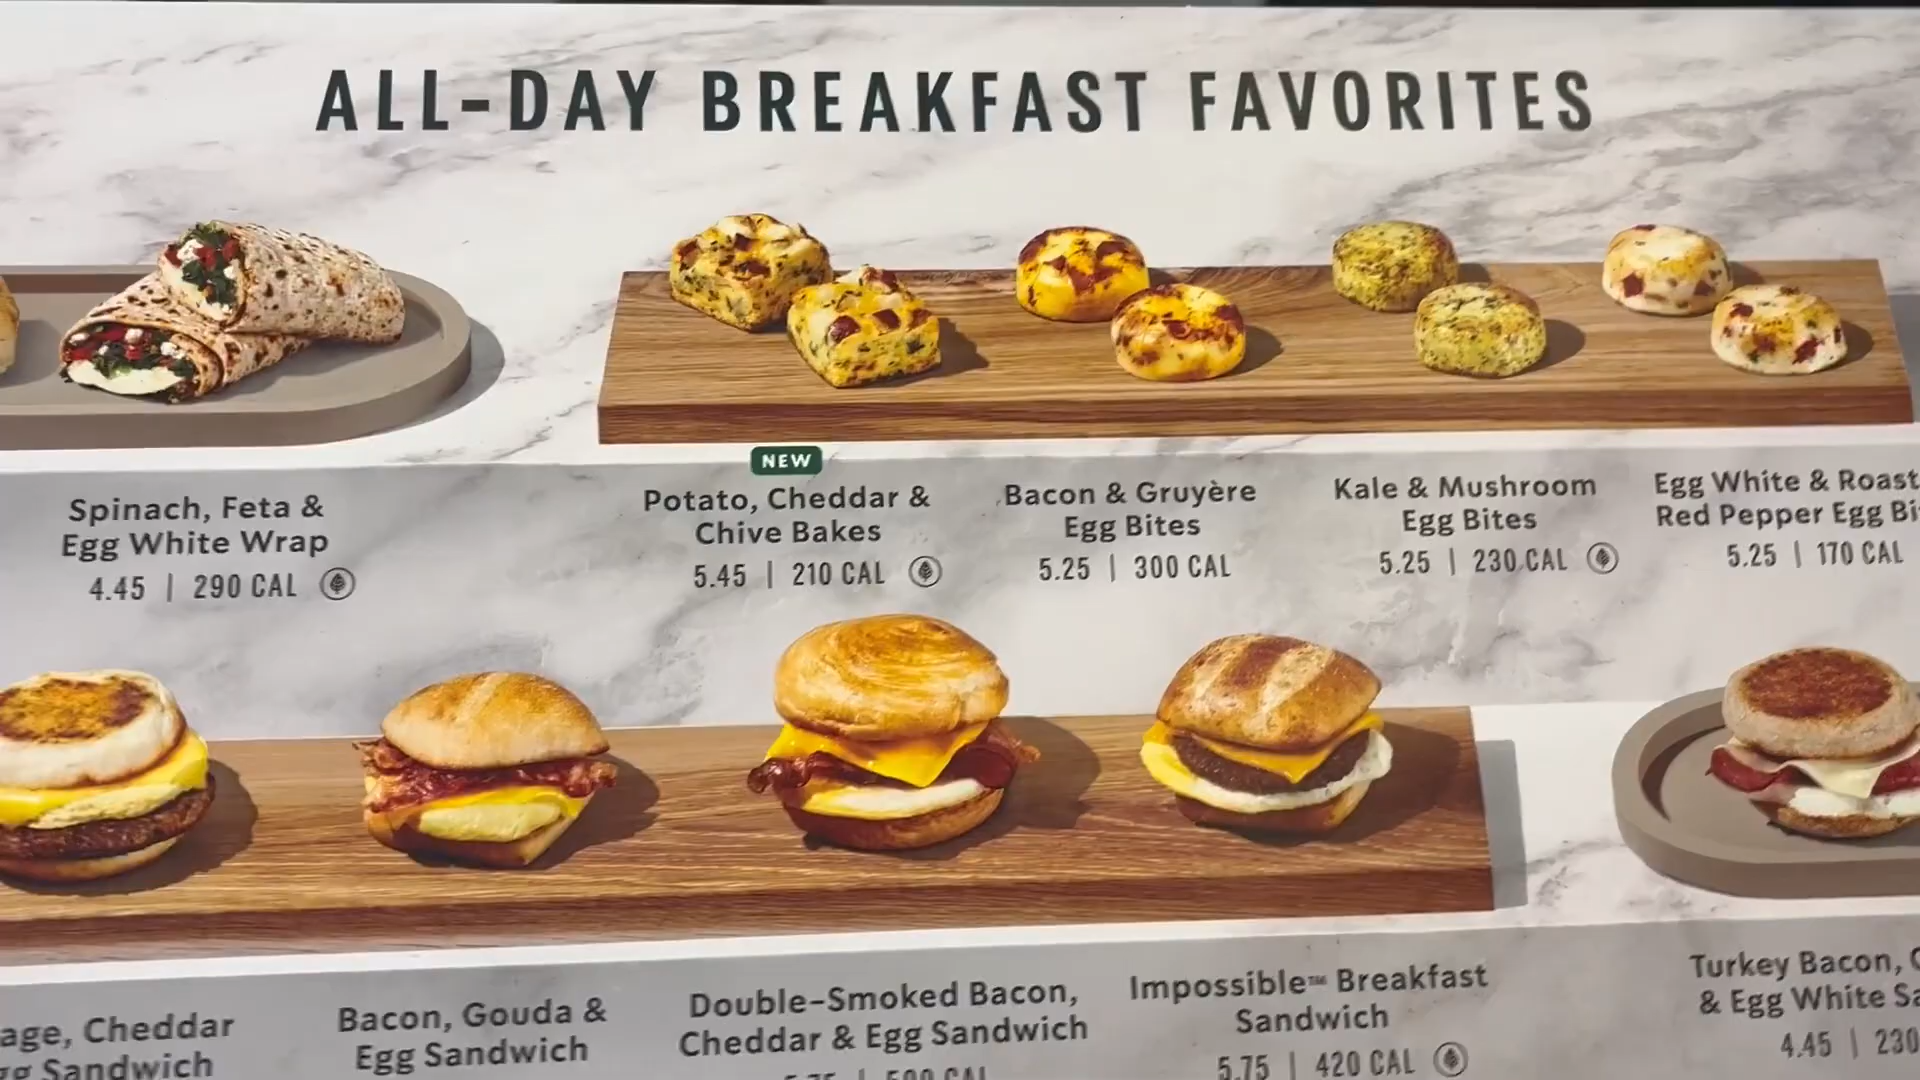 ALL-DAY BREAKFAST FAVORITES
Spinach, Feta &
Egg White Wrap
4.45 | 290 CAL
NEW
Potato, Cheddar &
Chive Bakes
5.45 | 210 CAL
Bacon & Gruyère
Egg Bites
5.25 | 300 CAL
Kale & Mushroom
Egg Bites
5.25 | 230 CAL
Egg White & Roast
Red Pepper Egg Bi
5.25 | 170 CAL
age, Cheddar
gg Sandwich
Bacon, Gouda &
Egg Sandwich
Double-Smoked Bacon,
Cheddar & Egg Sandwich
CAL
Impossible™ Breakfast
Sandwich
5.75 | 420 CAL
Turkey Bacon,
& Egg White Sa
4.45 | 230